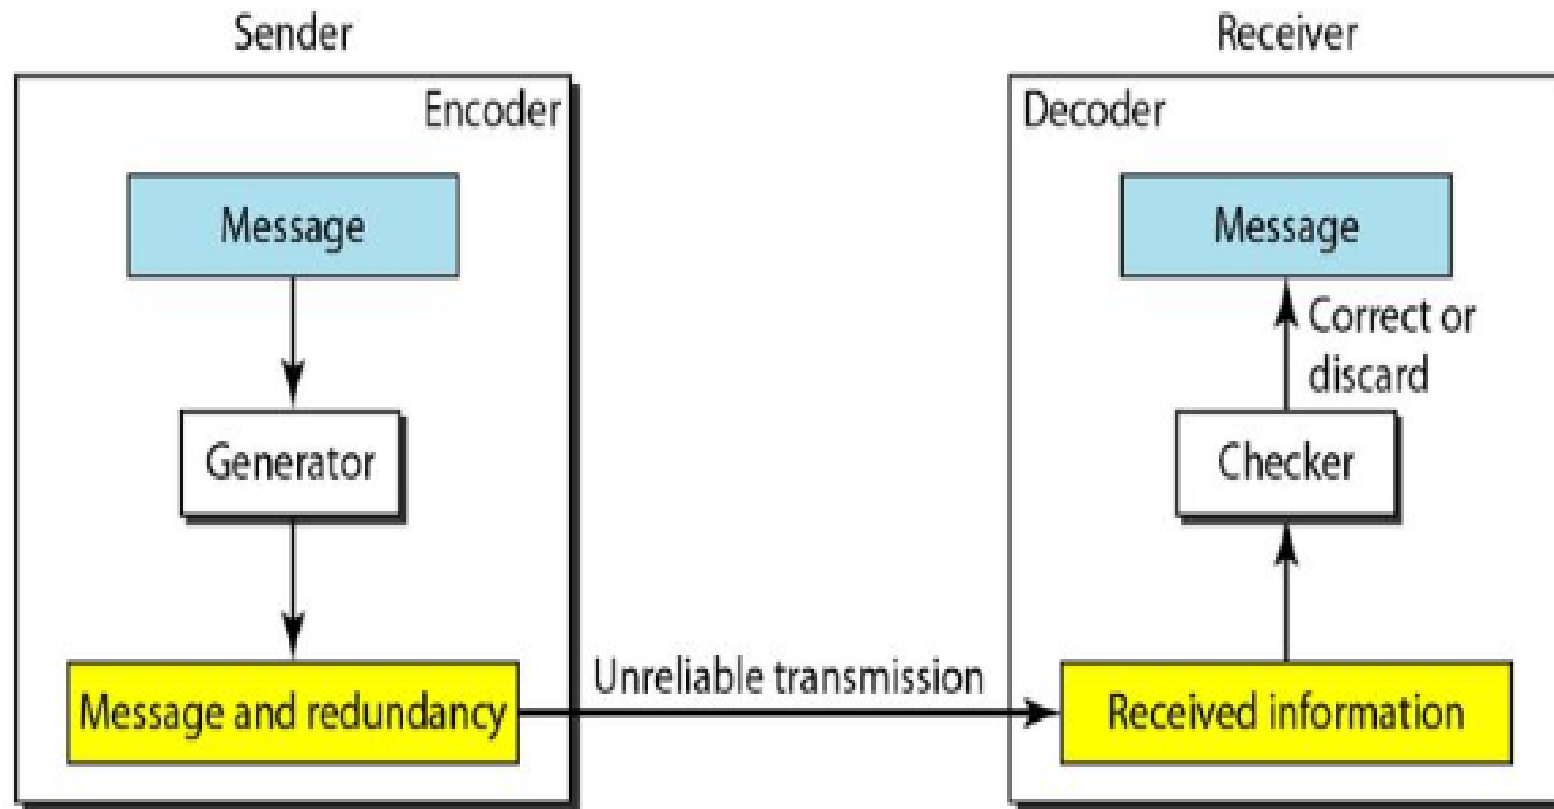 Sender
Encoder
Message
Generator
Message and redundancy
Unreliable transmission
Receiver
Decoder
Message
Correct or
discard
Checker
Received information